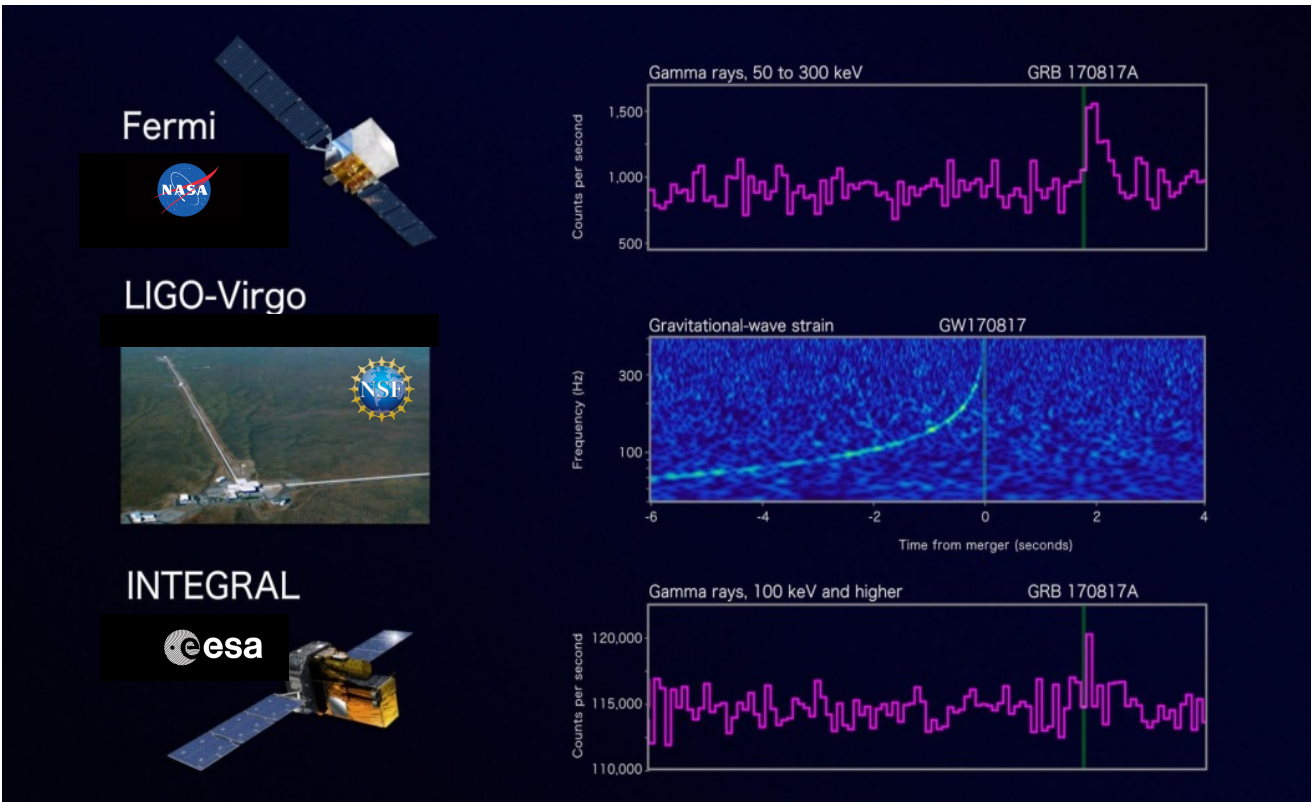 Fermi
NASA
Gamma rays, 50 to 300 keV
GRB 170817A
Counts per second
1,500
1,000
500
LIGO-Virgo
NSF
Gravitational-wave strain
GW170817
Frequency (Hz)
300
100
-6 -4 -2 0 2 4
Time from merger (seconds)
INTEGRAL
esa
Gamma rays, 100 keV and higher
GRB 170817A
Counts per second
120,000
115,000
110,000